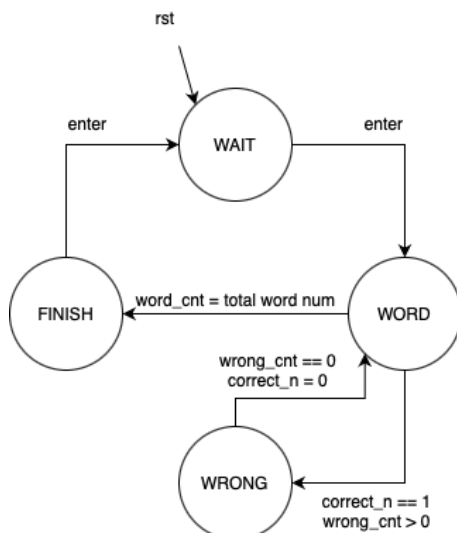 rst
enter
WAIT
enter
FINISH
word_cnt = total word num
WORD
wrong_cnt == 0
correct_n = 0
WRONG
correct_n == 1
wrong_cnt > 0